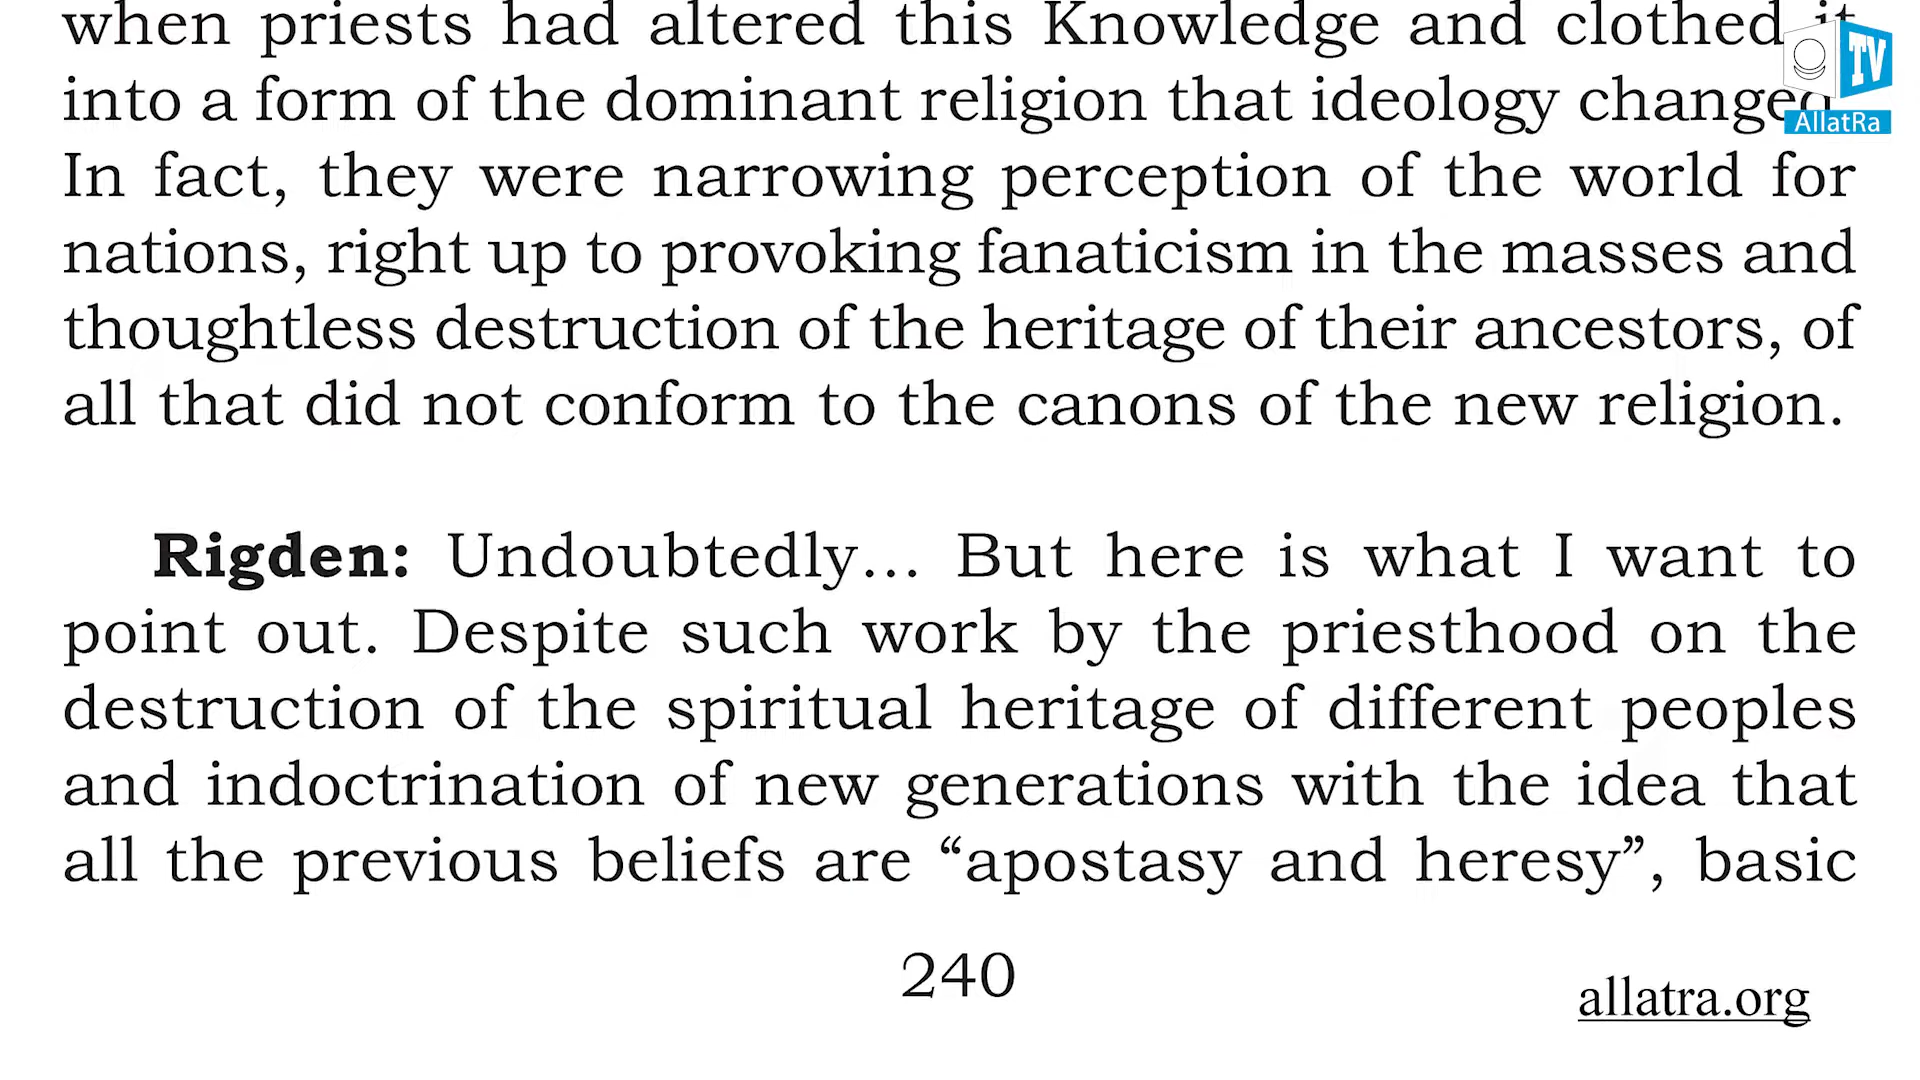 when priests had altered this Knowledge and clothed it
into a form of the dominant religion that ideology changed.
In fact, they were narrowing perception of the world for
nations, right up to provoking fanaticism in the masses and
thoughtless destruction of the heritage of their ancestors, of
all that did not conform to the canons of the new religion.
Rigden: Undoubtedly... But here is what I want to
point out. Despite such work by the priesthood on the
destruction of the spiritual heritage of different peoples
and indoctrination of new generations with the idea that
all the previous beliefs are “apostasy and heresy”, basic
240
allatra.org
TV
AllatRa